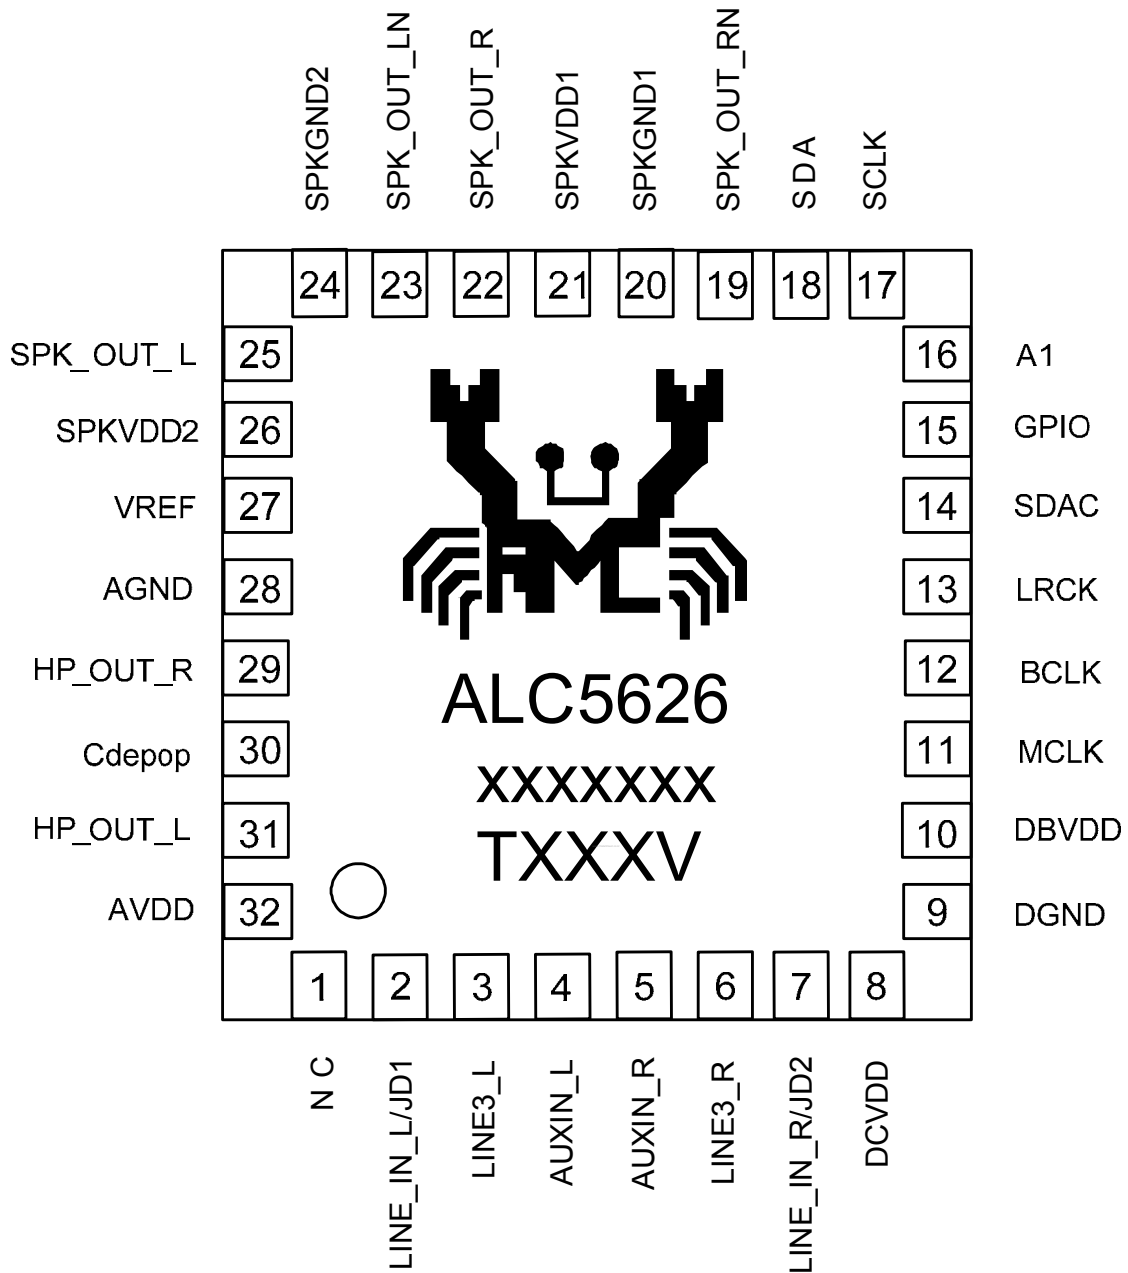 SPKGND2
SPK_OUT_LN
SPK_OUT_R
SPKVDD1
SPKGND1
SPK_OUT_RN
SDA
SCLK
24 23 22 21 20 19 18 17
SPK_OUT_L 25
SPKVDD2 26
VREF 27
AGND 28
HP_OUT_R 29
Cdepop 30
HP_OUT_L 31
AVDD 32
AMC
ALC5626
XXXXXXX
TXXXV
16 A1
15 GPIO
14 SDAC
13 LRCK
12 BCLK
11 MCLK
10 DBVDD
9 DGND
1 2 3 4 5 6 7 8
NC
LINE_IN_L/JD1
LINE3_L
AUXIN_L
AUXIN_R
LINE3_R
LINE_IN_R/JD2
DCVDD